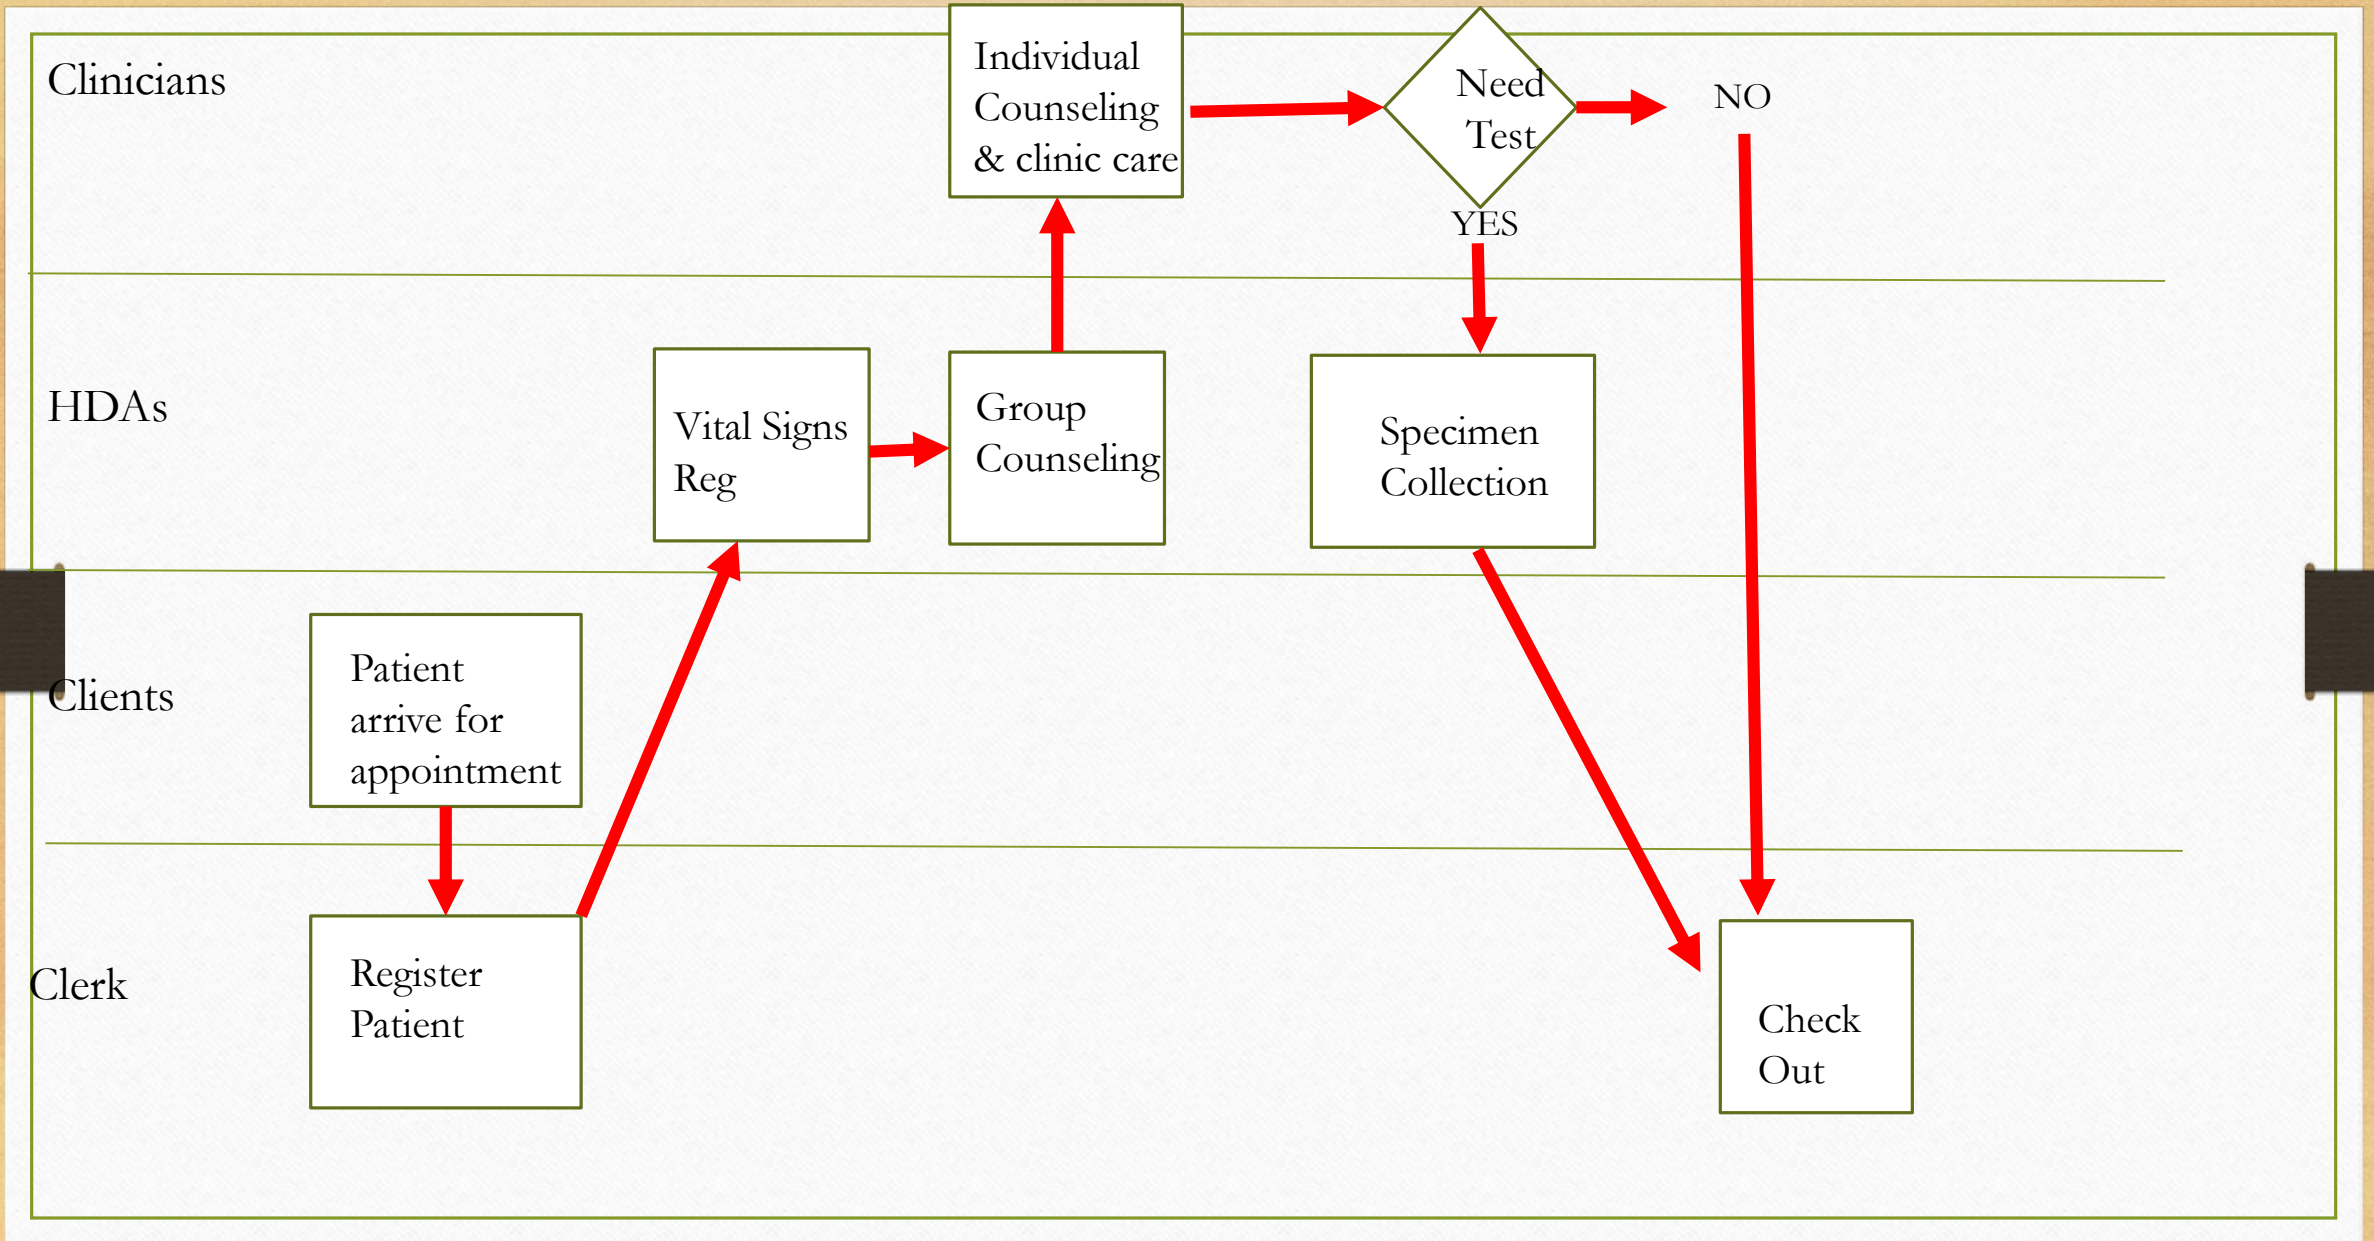 Clinicians
Individual
Counseling
& clinic care
Need
Test
NO
YES
HDAs
Vital Signs
Reg
Group
Counseling
Specimen
Collection
Clients
Patient
arrive for
appointment
Clerk
Register
Patient
Check
Out